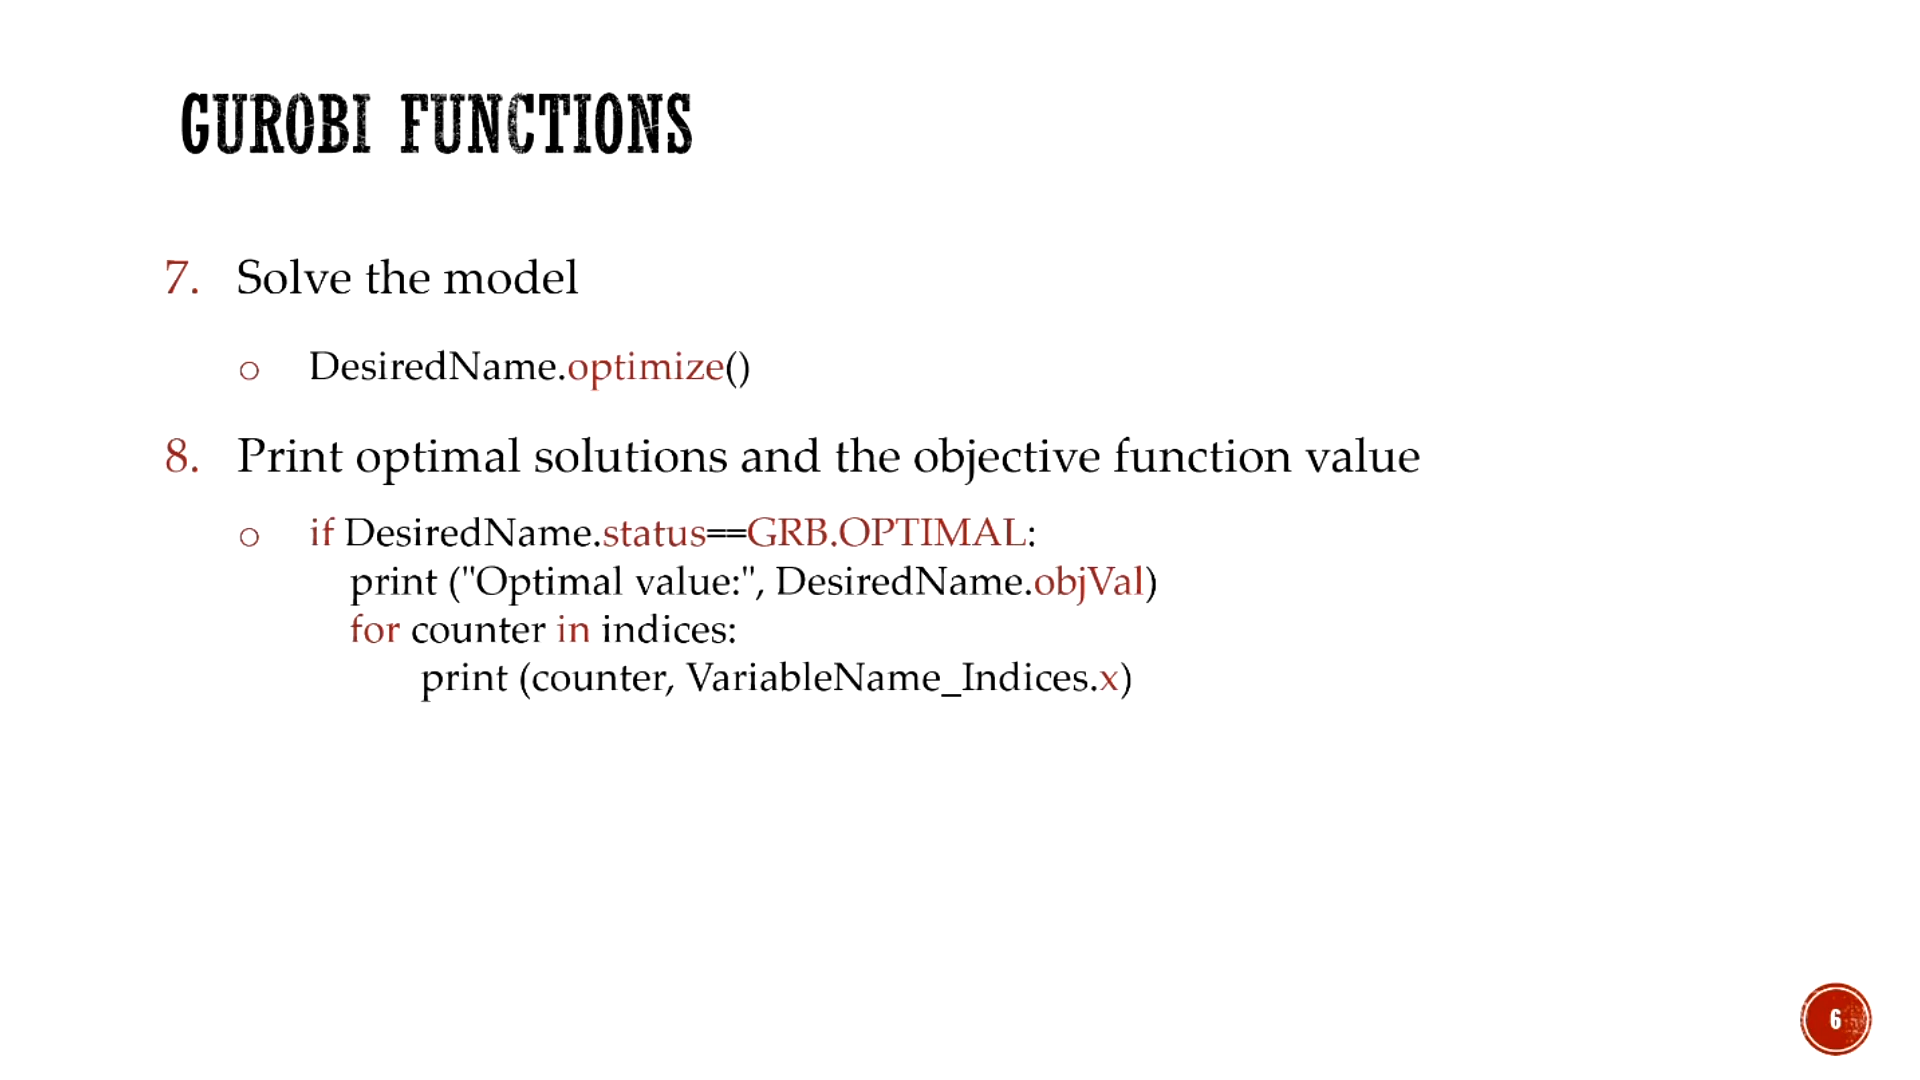 GUROBI FUNCTIONS
7. Solve the model
o DesiredName.optimize()
8. Print optimal solutions and the objective function value
o if DesiredName.status==GRB.OPTIMAL:
print ("Optimal value:", DesiredName.objVal)
for counter in indices:
print (counter, VariableName_Indices.x)
6